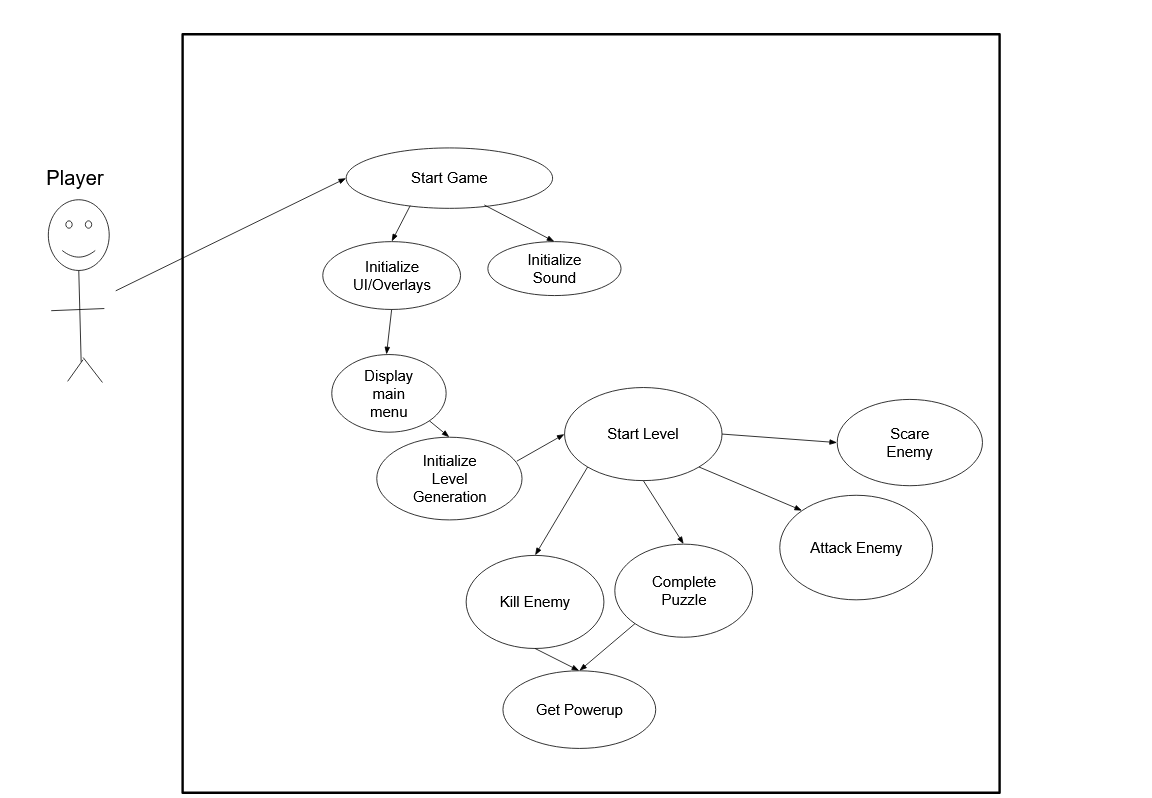 Player
Start Game
Initialize
UI/Overlays
Initialize
Sound
Display
main
menu
Initialize
Level
Generation
Start Level
Scare
Enemy
Attack Enemy
Kill Enemy
Complete
Puzzle
Get Powerup